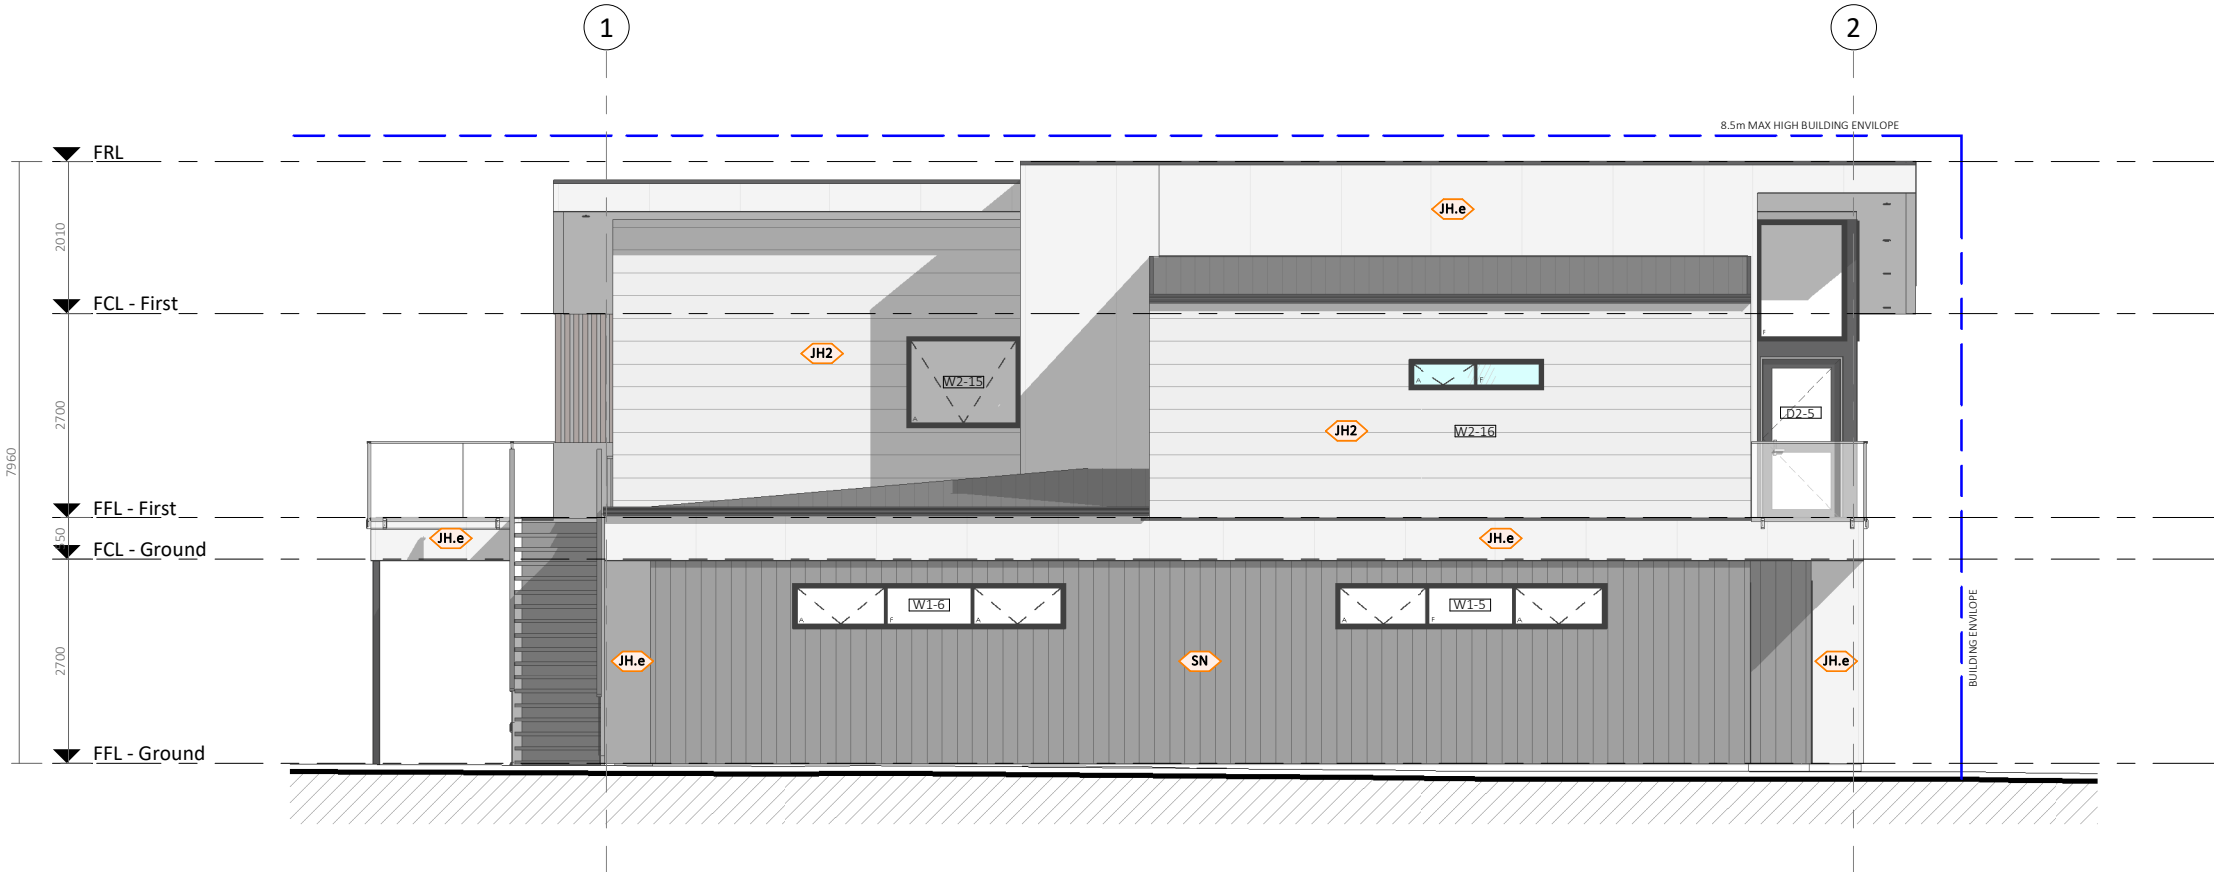 1
2
8.5m MAX HIGH BUILDING ENVILOPE
FRL
2010
JH.e
FCL - First
JH2
W2-15
A
A
F
F
2700
JH2
W2-16
D2-5
7960
FFL - First
JH.e
JH.e
FCL - Ground
W1-6
A
F
A
W1-5
A
F
A
BUILDING ENVILOPE
2700
JH.e
SN
JH.e
FFL - Ground